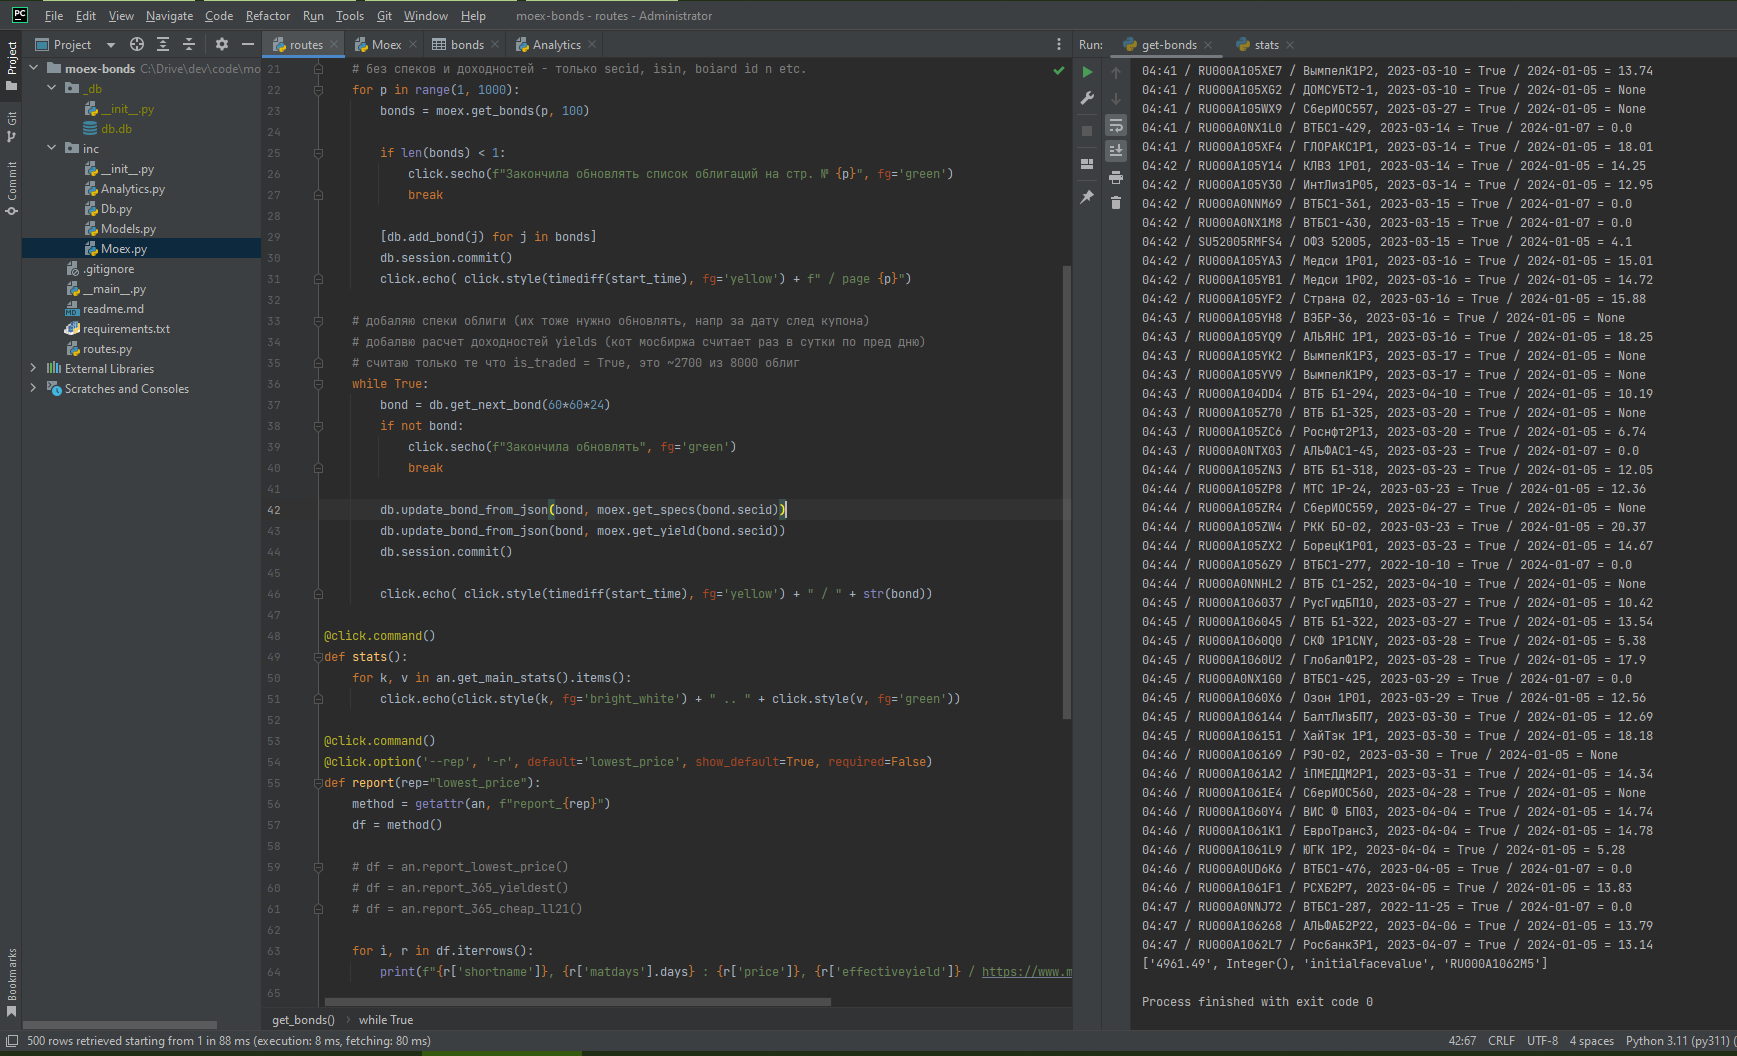 PC File Edit View Navigate Code Refactor Run Tools Git Window Help moex-bonds - routes - Administrator
Project
routes Moex bonds Analytics
Run: get-bonds stats
Project
Git
Commit
Bookmarks
moex-bonds C:\Drive\dev\code\mo
_db
__init__.py
db.db
inc
__init__.py
Analytics.py
Db.py
Models.py
Moex.py
.gitignore
__main__.py
readme.md
requirements.txt
routes.py
External Libraries
Scratches and Consoles
21 # без спеков и доходностей - только secid, isin, boiard id n etc.
22 for p in range(1, 1000):
23 bonds = moex.get_bonds(p, 100)
24
25 if len(bonds) < 1:
26 click.secho(f"Закончила обновлять список облигаций на стр. № {p}", fg='green')
27 break
28
29 [db.add_bond(j) for j in bonds]
30 db.session.commit()
31 click.echo( click.style(timediff(start_time), fg='yellow') + f" / page {p}")
32
33 # добаляю спеки облиги (их тоже нужно обновлять, напр за дату след купона)
34 # добалвю расчет доходностей yields (кот мосбиржа считает раз в сутки по пред дню)
35 # считаю только те что is_traded = True, это ~2700 из 8000 облиг
36 while True:
37 bond = db.get_next_bond(60*60*24)
38 if not bond:
39 click.secho(f"Закончила обновлять", fg='green')
40 break
41
42 db.update_bond_from_json(bond, moex.get_specs(bond.secid))
43 db.update_bond_from_json(bond, moex.get_yield(bond.secid))
44 db.session.commit()
45
46 click.echo( click.style(timediff(start_time), fg='yellow') + " / " + str(bond))
47
48 @click.command()
49 def stats():
50 for k, v in an.get_main_stats().items():
51 click.echo(click.style(k, fg='bright_white') + " .. " + click.style(v, fg='green'))
52
53 @click.command()
54 @click.option('--rep', '-r', default='lowest_price', show_default=True, required=False)
55 def report(rep="lowest_price"):
56 method = getattr(an, f"report_{rep}")
57 df = method()
58
59 # df = an.report_lowest_price()
60 # df = an.report_365_yieldest()
61 # df = an.report_365_cheap_ll21()
62
63 for i, r in df.iterrows():
64 print(f"{r['shortname']}, {r['matdays'].days} : {r['price']}, {r['effectiveyield']} / https://www.m
65
get_bonds() › while True
04:41 / RU000A105XE7 / ВымпелК1P2, 2023-03-10 = True / 2024-01-05 = 13.74
04:41 / RU000A105XG2 / ДОМСУБТ2-1, 2023-03-10 = True / 2024-01-05 = None
04:41 / RU000A105WX9 / СберИОС557, 2023-03-27 = True / 2024-01-05 = None
04:41 / RU000A0NX1L0 / ВТБС1-429, 2023-03-14 = True / 2024-01-07 = 0.0
04:41 / RU000A105XF4 / ГЛОРАКС1P1, 2023-03-14 = True / 2024-01-05 = 18.01
04:42 / RU000A105Y14 / КЛВЗ 1P01, 2023-03-14 = True / 2024-01-05 = 14.25
04:42 / RU000A105Y30 / ИнтЛиз1P05, 2023-03-14 = True / 2024-01-05 = 12.95
04:42 / RU000A0NNM69 / ВТБС1-361, 2023-03-15 = True / 2024-01-07 = 0.0
04:42 / RU000A0NX1M8 / ВТБС1-430, 2023-03-15 = True / 2024-01-07 = 0.0
04:42 / SU52005RMFS4 / ОФЗ 52005, 2023-03-15 = True / 2024-01-05 = 4.1
04:42 / RU000A105YA3 / Медси 1P01, 2023-03-16 = True / 2024-01-05 = 15.01
04:42 / RU000A105YB1 / Медси 1P02, 2023-03-16 = True / 2024-01-05 = 14.72
04:42 / RU000A105YF2 / Страна 02, 2023-03-16 = True / 2024-01-05 = 15.88
04:43 / RU000A105YH8 / ВЭБР-36, 2023-03-16 = True / 2024-01-05 = None
04:43 / RU000A105YQ9 / АЛЬЯНС 1P1, 2023-03-16 = True / 2024-01-05 = 18.25
04:43 / RU000A105YK2 / ВымпелК1P3, 2023-03-17 = True / 2024-01-05 = None
04:43 / RU000A105YV9 / ВымпелК1P9, 2023-03-17 = True / 2024-01-05 = None
04:43 / RU000A104DD4 / ВТБ Б1-294, 2023-04-10 = True / 2024-01-05 = 10.19
04:43 / RU000A105Z70 / ВТБ Б1-325, 2023-03-20 = True / 2024-01-05 = None
04:43 / RU000A105ZC6 / Роснфт2P13, 2023-03-20 = True / 2024-01-05 = 6.74
04:43 / RU000A0NTX03 / АЛЬФАС1-45, 2023-03-23 = True / 2024-01-07 = 0.0
04:44 / RU000A105ZN3 / ВТБ Б1-318, 2023-03-23 = True / 2024-01-05 = 12.05
04:44 / RU000A105ZP8 / МТС 1P-24, 2023-03-23 = True / 2024-01-05 = 12.36
04:44 / RU000A105ZR4 / СберИОС559, 2023-04-27 = True / 2024-01-05 = None
04:44 / RU000A105ZW4 / РКК БО-02, 2023-03-23 = True / 2024-01-05 = 20.37
04:44 / RU000A105ZX2 / БорецК1P01, 2023-03-23 = True / 2024-01-05 = 14.67
04:44 / RU000A1056Z9 / ВТБС1-277, 2022-10-10 = True / 2024-01-07 = 0.0
04:44 / RU000A0NNHL2 / ВТБ С1-252, 2023-04-10 = True / 2024-01-05 = None
04:45 / RU000A106037 / РусГидБП10, 2023-03-27 = True / 2024-01-05 = 10.42
04:45 / RU000A106045 / ВТБ Б1-322, 2023-03-27 = True / 2024-01-05 = 13.54
04:45 / RU000A1060Q0 / СКФ 1P1CNY, 2023-03-28 = True / 2024-01-05 = 5.38
04:45 / RU000A1060U2 / ГлобалФ1P2, 2023-03-28 = True / 2024-01-05 = 17.9
04:45 / RU000A0NX1G0 / ВТБС1-425, 2023-03-29 = True / 2024-01-07 = 0.0
04:45 / RU000A1060X6 / Озон 1P01, 2023-03-29 = True / 2024-01-05 = 12.56
04:45 / RU000A106144 / БалтЛизБП7, 2023-03-30 = True / 2024-01-05 = 12.69
04:45 / RU000A106151 / ХайТэк 1P1, 2023-03-30 = True / 2024-01-05 = 18.18
04:46 / RU000A106169 / РЭО-02, 2023-03-30 = True / 2024-01-05 = None
04:46 / RU000A1061A2 / iПМЕДДМ2P1, 2023-03-31 = True / 2024-01-05 = 14.34
04:46 / RU000A1061E4 / СберИОС560, 2023-04-28 = True / 2024-01-05 = None
04:46 / RU000A1060Y4 / ВИС Ф БП03, 2023-04-04 = True / 2024-01-05 = 14.74
04:46 / RU000A1061K1 / ЕвроТранс3, 2023-04-04 = True / 2024-01-05 = 14.78
04:46 / RU000A1061L9 / ЮГК 1P2, 2023-04-04 = True / 2024-01-05 = 5.28
04:46 / RU000A0UD6K6 / ВТБС1-476, 2023-04-05 = True / 2024-01-07 = 0.0
04:46 / RU000A1061F1 / РСХБ2P7, 2023-04-05 = True / 2024-01-05 = 13.83
04:47 / RU000A0NNJ72 / ВТБС1-287, 2022-11-25 = True / 2024-01-07 = 0.0
04:47 / RU000A106268 / АЛЬФАБ2P22, 2023-04-06 = True / 2024-01-05 = 13.79
04:47 / RU000A1062L7 / Росбанк3P1, 2023-04-07 = True / 2024-01-05 = 13.14
['4961.49', Integer(), 'initialfacevalue', 'RU000A1062M5']
Process finished with exit code 0
500 rows retrieved starting from 1 in 88 ms (execution: 8 ms, fetching: 80 ms)
42:67 CRLF UTF-8 4 spaces Python 3.11 (py311) (